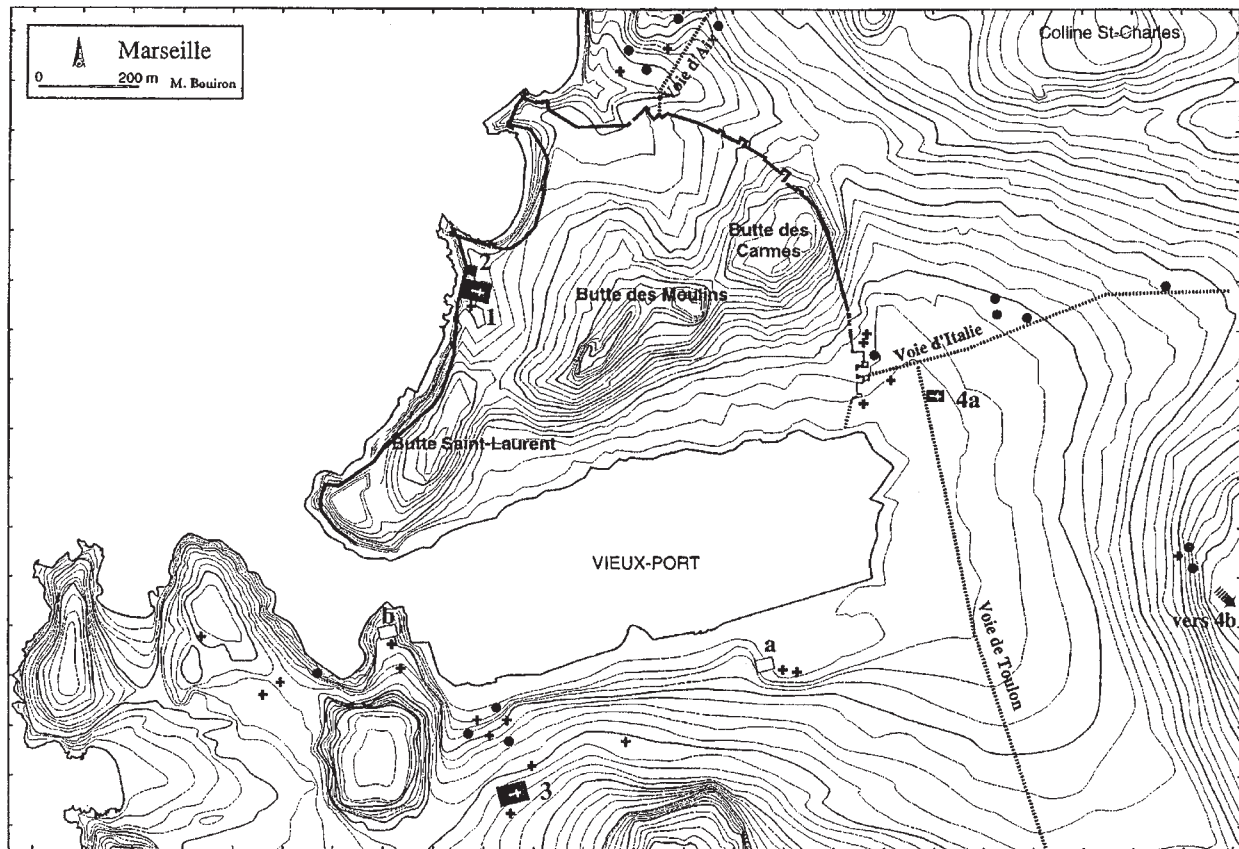 Marseille
0 200 m M. Bouiron
Colline St-Charles
Voie d'Aix
Butte des
Carmes
2
Butte des Moulins
1
Voie d'Italie
4a
Butte Saint-Laurent
VIEUX-PORT
vers 4b
b
a
Voie de Toulon
3